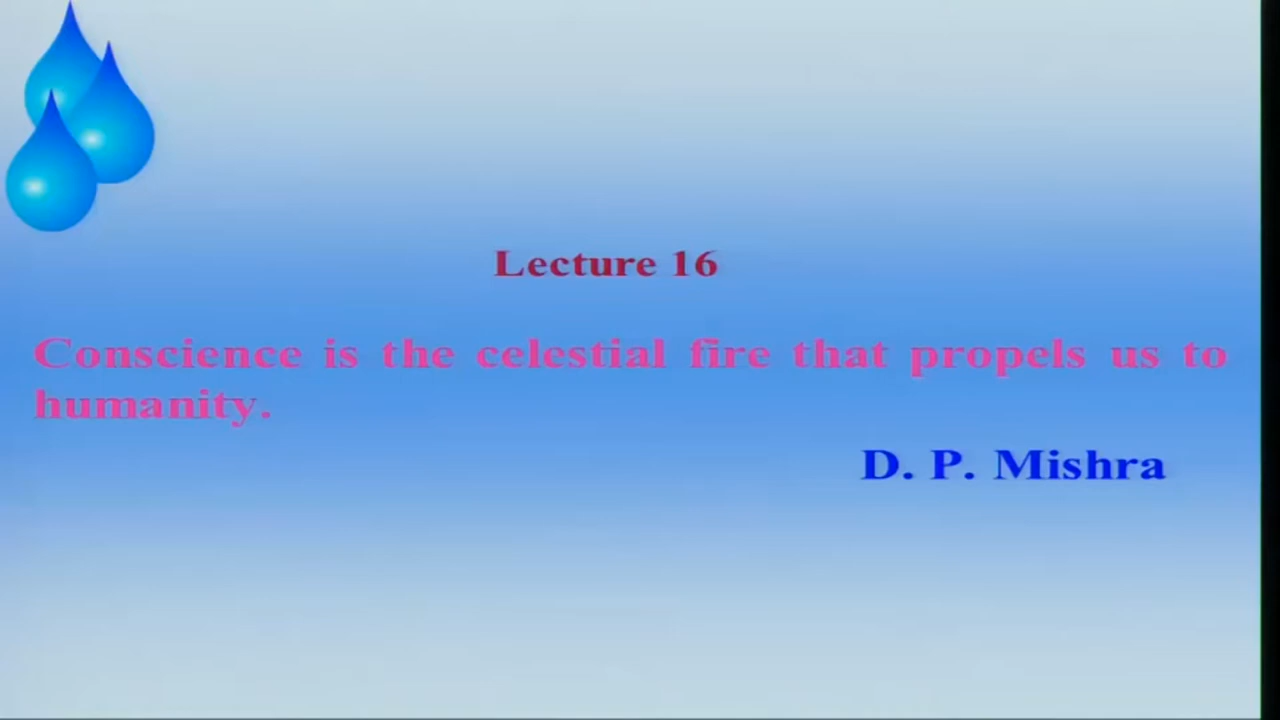 Lecture 16
Conscience is the celestial fire that propels us to
humanity.
D. P. Mishra